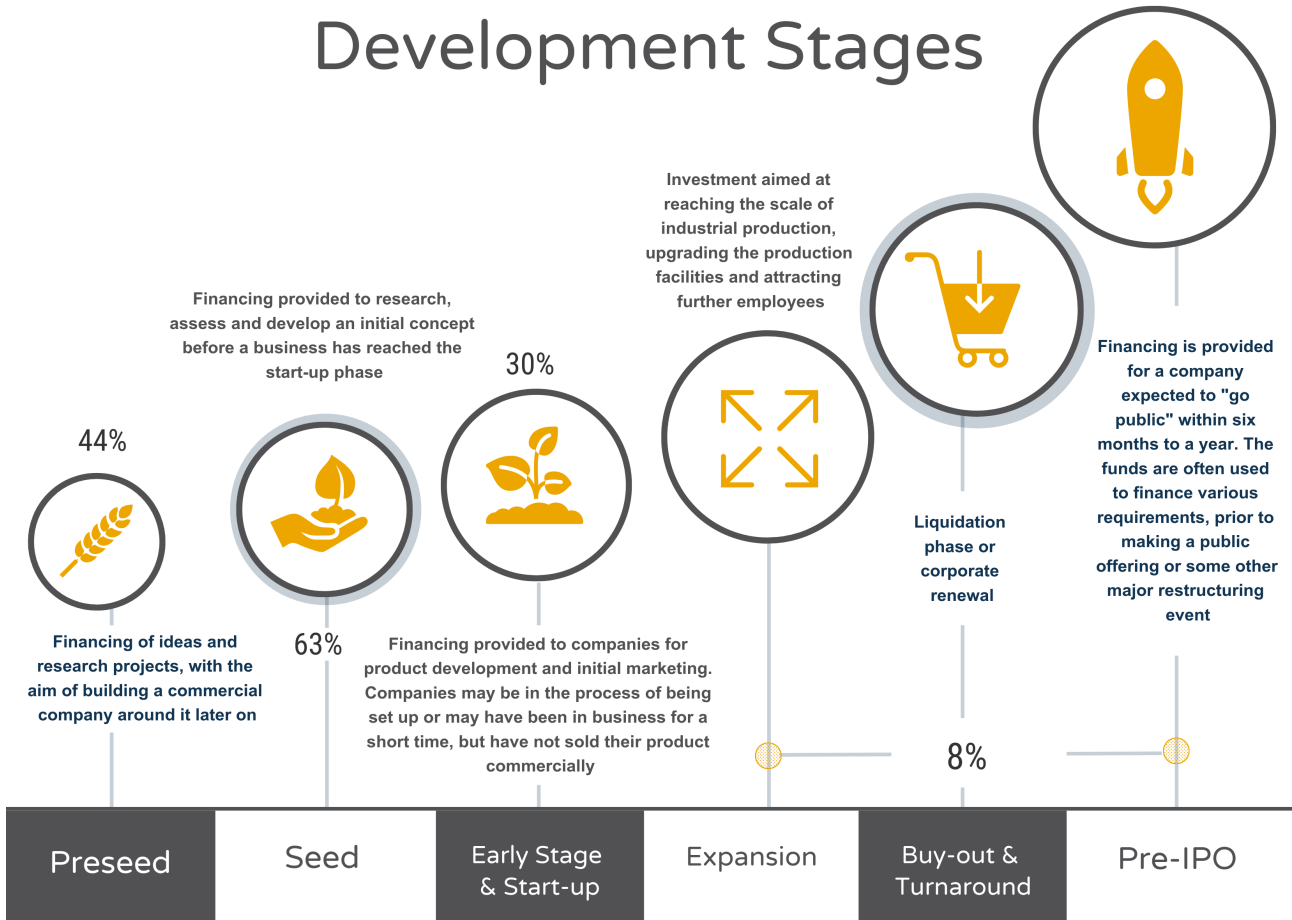 Development Stages
44%
Financing of ideas and
research projects, with the
aim of building a commercial
company around it later on
Financing provided to research,
assess and develop an initial concept
before a business has reached the
start-up phase
63%
30%
Financing provided to companies for
product development and initial marketing.
Companies may be in the process of being
set up or may have been in business for a
short time, but have not sold their product
commercially
Investment aimed at
reaching the scale of
industrial production,
upgrading the production
facilities and attracting
further employees
Liquidation
phase or
corporate
renewal
8%
Financing is provided
for a company
expected to "go
public" within six
months to a year. The
funds are often used
to finance various
requirements, prior to
making a public
offering or some other
major restructuring
event
Preseed
Seed
Early Stage
& Start-up
Expansion
Buy-out &
Turnaround
Pre-IPO